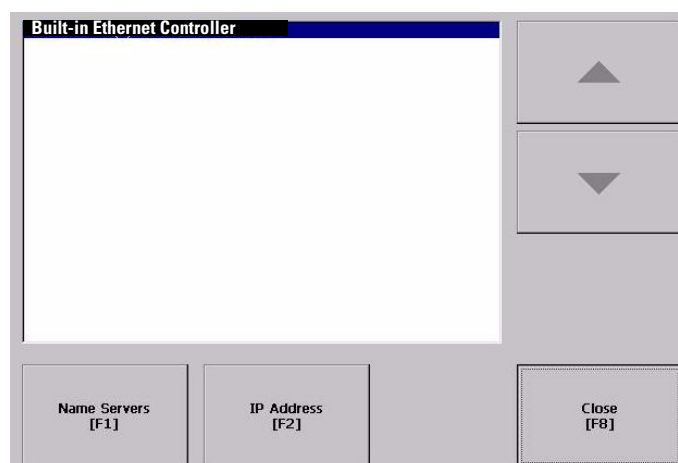 Built-in Ethernet Controller
Name Servers
[F1]
IP Address
[F2]
Close
[F8]